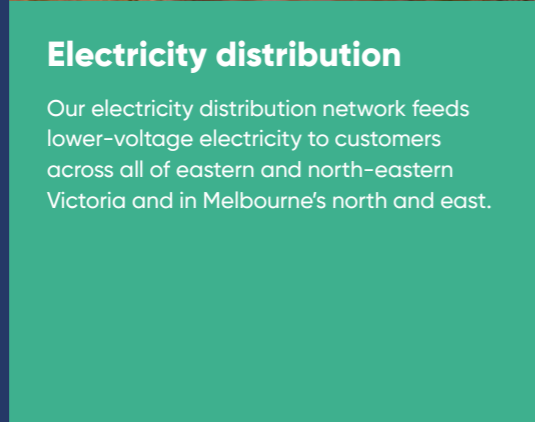 Electricity distribution
Our electricity distribution network feeds
lower-voltage electricity to customers
across all of eastern and north-eastern
Victoria and in Melbourne’s north and east.